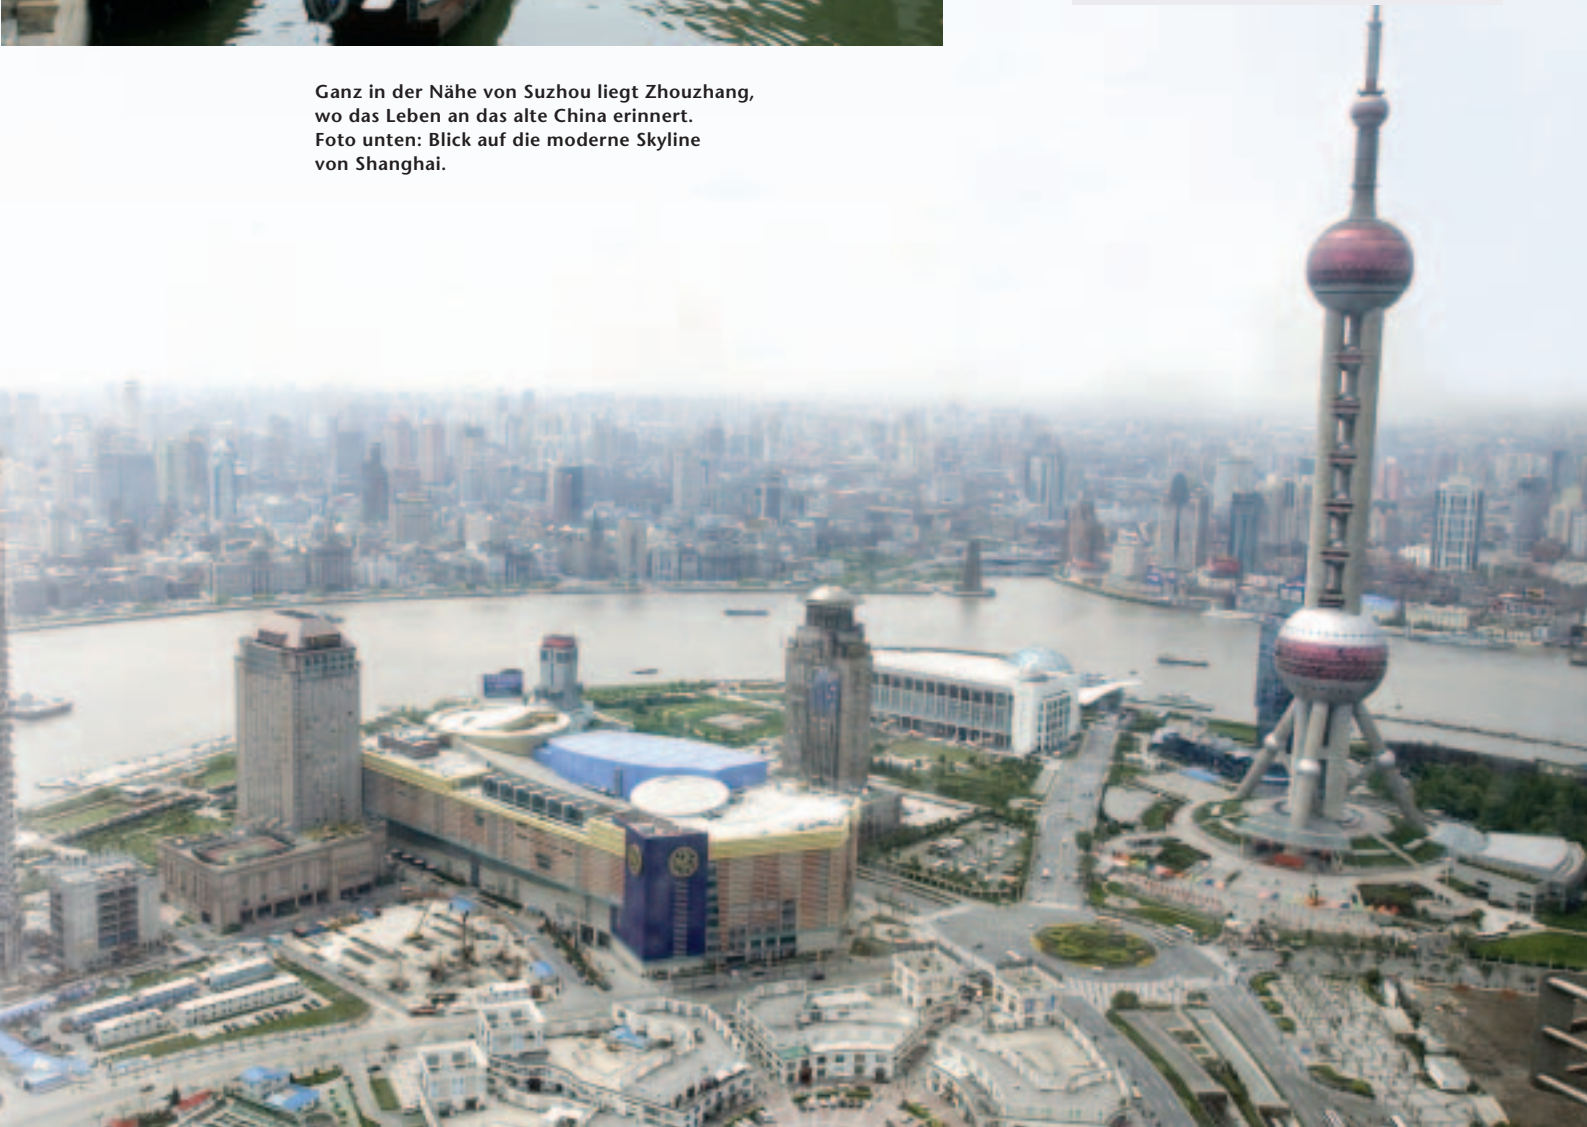 Ganz in der Nähe von Suzhou liegt Zhouzhang,
wo das Leben an das alte China erinnert.
Foto unten: Blick auf die moderne Skyline
von Shanghai.